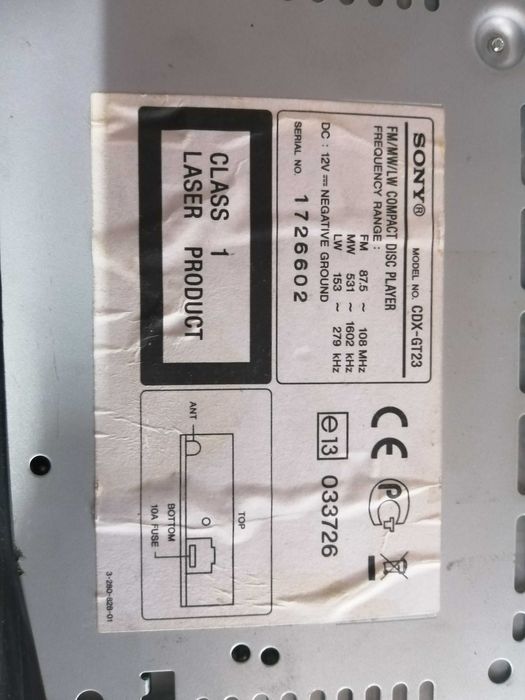 SONY® MODEL NO. CDX-GT23
FM/MW/LW COMPACT DISC PLAYER
FREQUENCY RANGE :
FM 87.5 ~ 108 MHz
MW 531 ~ 1602 kHz
LW 153 ~ 279 kHz
DC : 12V ⎓ NEGATIVE GROUND
SERIAL NO. 1726602
CLASS 1
LASER PRODUCT
CE
e13 033726
TOP
ANT
BOTTOM
10A FUSE
3-280-828-01